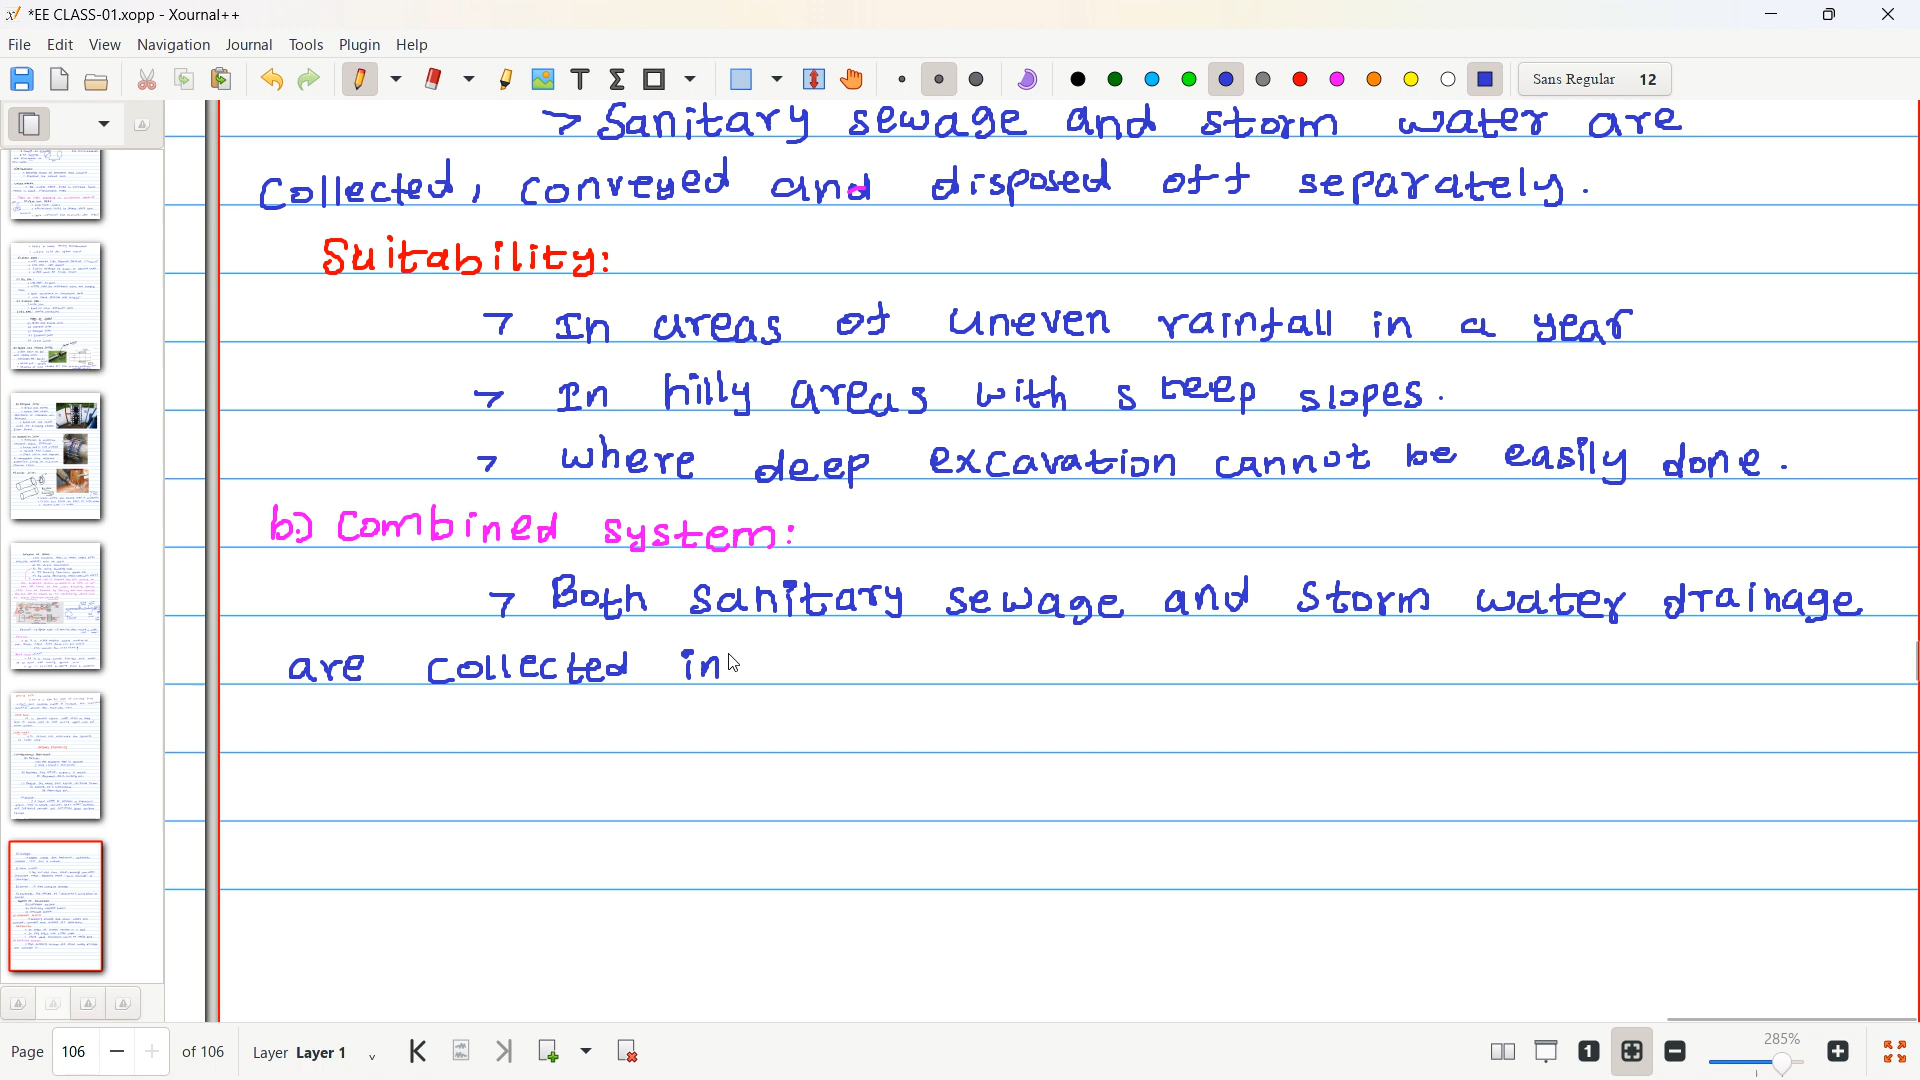 *EE CLASS-01.xopp - Xournal++
File Edit View Navigation Journal Tools Plugin Help
Sans Regular 12
> Sanitary sewage and storm water are
Collected, conveyed and disposed off separately.
Suitability:
> In areas of uneven rainfall in a year
> In hilly areas with steep slopes.
> where deep excavation cannot be easily done.
b.) Combined system:
> Both sanitary sewage and storm water drainage
are collected in
Page 106 of 106 Layer Layer 1 285%